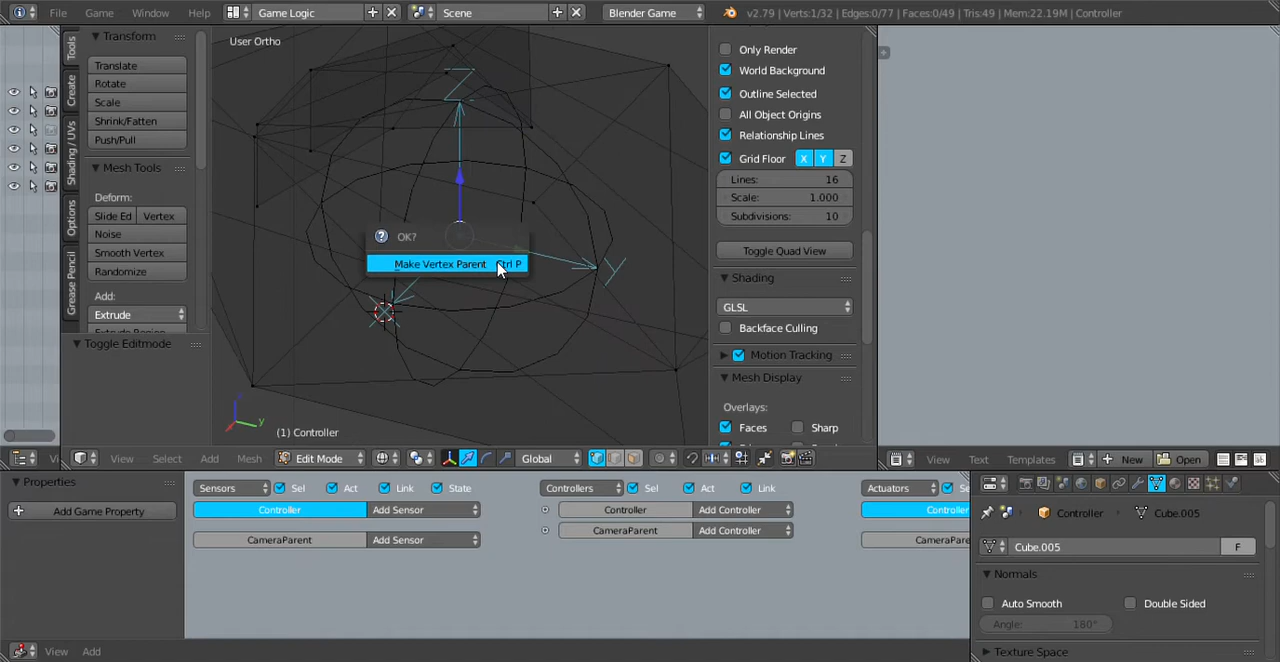 File Game Window Help Game Logic Scene Blender Game v2.79 | Verts:1/32 | Edges:0/77 | Faces:0/49 | Tris:49 | Mem:22.19M | Controller
Tools
Create
Shading / UVs
Options
Grease Pencil
Transform
Translate
Rotate
Scale
Shrink/Fatten
Push/Pull
Mesh Tools
Deform:
Slide Ed Vertex
Noise
Smooth Vertex
Randomize
Add:
Extrude
Extrude Region
Toggle Editmode
User Ortho
Z
Y
OK?
Make Vertex Parent Ctrl P
z
y
(1) Controller
Only Render
World Background
Outline Selected
All Object Origins
Relationship Lines
Grid Floor X Y Z
Lines: 16
Scale: 1.000
Subdivisions: 10
Toggle Quad View
Shading
GLSL
Backface Culling
Motion Tracking
Mesh Display
Overlays:
Faces Sharp
Vi View Select Add Mesh Edit Mode Global View Text Templates New Open
Properties
Add Game Property
Sensors Sel Act Link State Controllers Sel Act Link Actuators Se
Controller Add Sensor Controller Add Controller Controller
CameraParent Add Sensor CameraParent Add Controller CameraPare
View Add
Controller Cube.005
Cube.005 F
Normals
Auto Smooth Double Sided
Angle: 180°
Texture Space